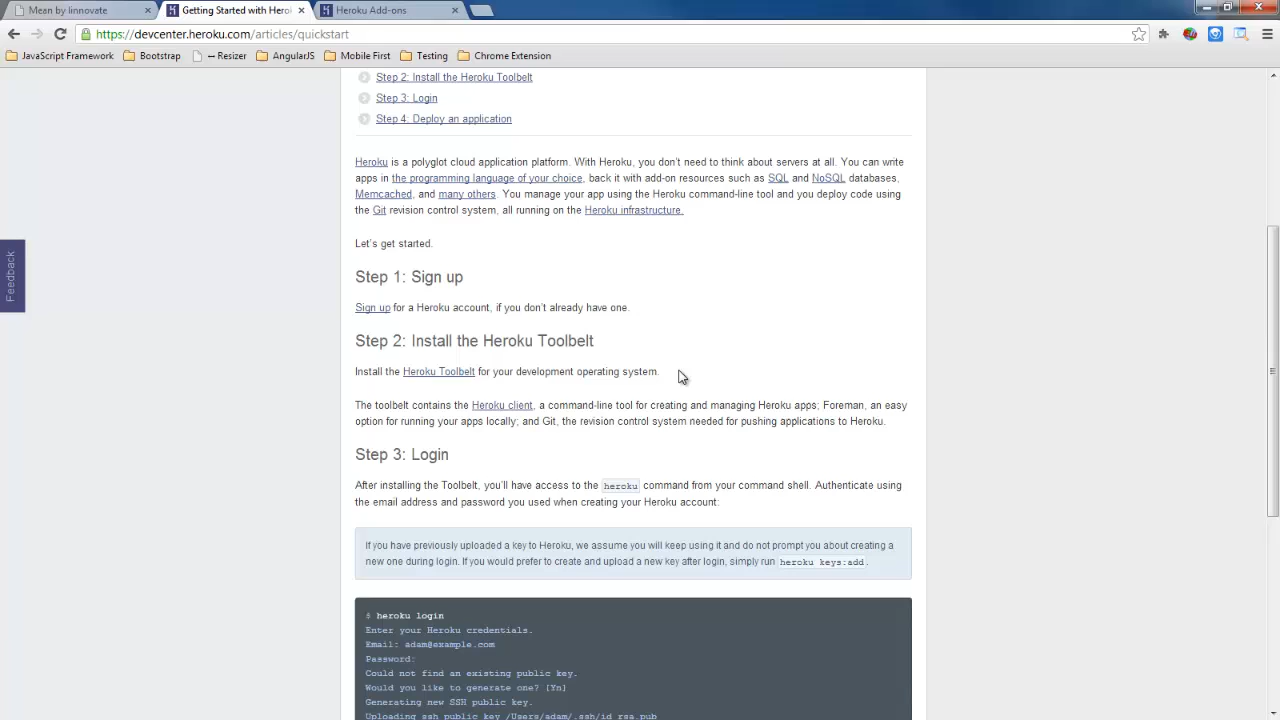 Mean by linnovate
Getting Started with Herok
Heroku Add-ons
https://devcenter.heroku.com/articles/quickstart
JavaScript Framework
Bootstrap
Resizer
AngularJS
Mobile First
Testing
Chrome Extension
Step 2: Install the Heroku Toolbelt
Step 3: Login
Step 4: Deploy an application
Heroku is a polyglot cloud application platform. With Heroku, you don't need to think about servers at all. You can write
apps in the programming language of your choice, back it with add-on resources such as SQL and NoSQL databases,
Memcached, and many others. You manage your app using the Heroku command-line tool and you deploy code using
the Git revision control system, all running on the Heroku infrastructure.
Let's get started.
Feedback
Step 1: Sign up
Sign up for a Heroku account, if you don't already have one.
Step 2: Install the Heroku Toolbelt
Install the Heroku Toolbelt for your development operating system.
The toolbelt contains the Heroku client, a command-line tool for creating and managing Heroku apps; Foreman, an easy
option for running your apps locally; and Git, the revision control system needed for pushing applications to Heroku.
Step 3: Login
After installing the Toolbelt, you'll have access to the heroku command from your command shell. Authenticate using
the email address and password you used when creating your Heroku account:
If you have previously uploaded a key to Heroku, we assume you will keep using it and do not prompt you about creating a
new one during login. If you would prefer to create and upload a new key after login, simply run heroku keys:add.
$ heroku login
Enter your Heroku credentials.
Email: adam@example.com
Password:
Could not find an existing public key.
Would you like to generate one? [Yn]
Generating new SSH public key.
Uploading ssh public key /Users/adam/.ssh/id_rsa.pub